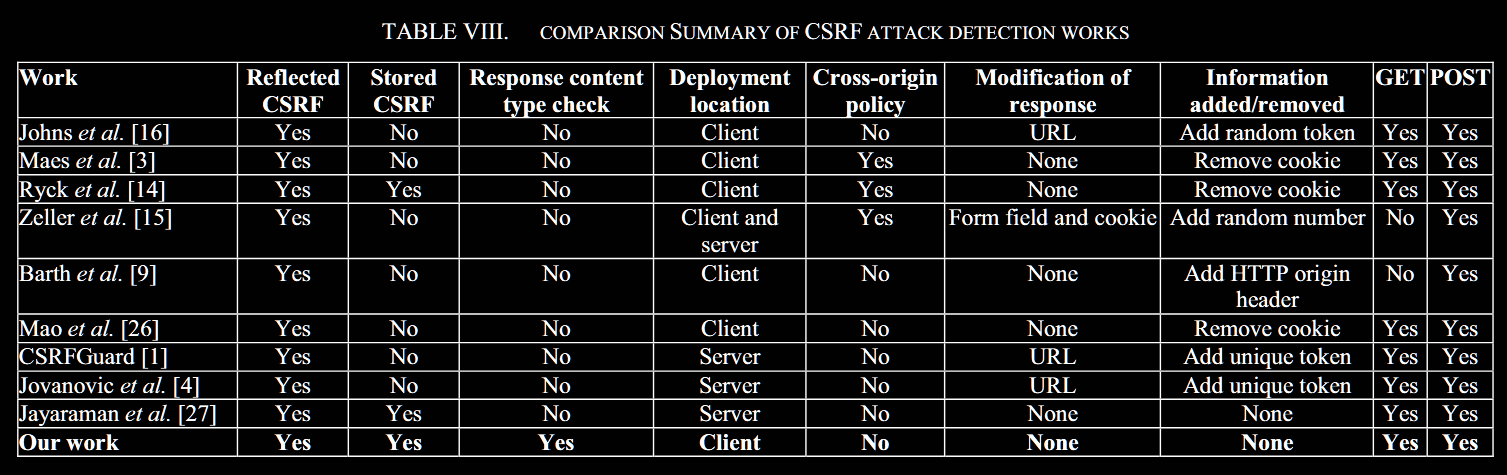 TABLE VIII. COMPARISON SUMMARY OF CSRF ATTACK DETECTION WORKS
Work Reflected CSRF Stored CSRF Response content type check Deployment location Cross-origin policy Modification of response Information added/removed GET POST
Johns et al. [16] Yes No No Client No URL Add random token Yes Yes
Maes et al. [3] Yes No No Client Yes None Remove cookie Yes Yes
Ryck et al. [14] Yes Yes No Client Yes None Remove cookie Yes Yes
Zeller et al. [15] Yes No No Client and server Yes Form field and cookie Add random number No Yes
Barth et al. [9] Yes No No Client No None Add HTTP origin header No Yes
Mao et al. [26] Yes No No Client No None Remove cookie Yes Yes
CSRFGuard [1] Yes No No Server No URL Add unique token Yes Yes
Jovanovic et al. [4] Yes No No Server No URL Add unique token Yes Yes
Jayaraman et al. [27] Yes Yes No Server No None None Yes Yes
Our work Yes Yes Yes Client No None None Yes Yes